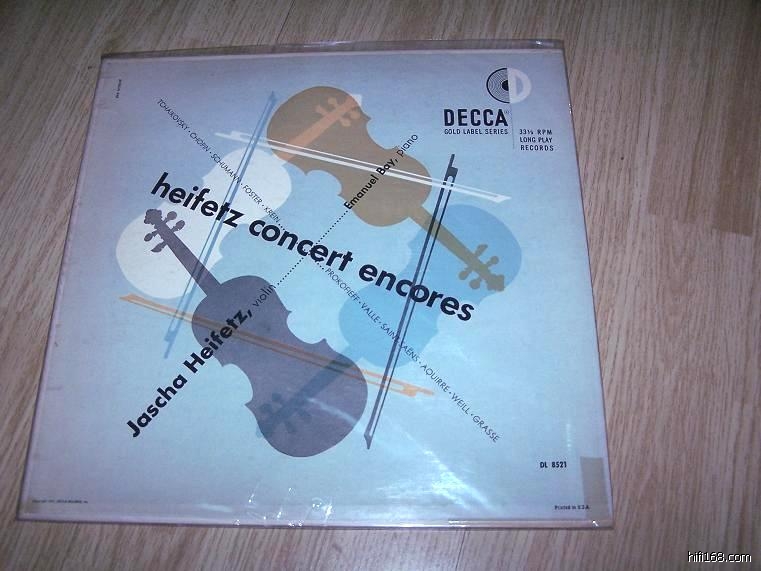 DECCA
GOLD LABEL SERIES
33⅓ RPM
LONG PLAY
RECORDS
TCHAIKOVSKY · CHOPIN · SCHUMANN · FOSTER · KREIN
PROKOFIEFF · VALLE · SAINT-SAËNS · AGUIRRE · WEILL · GRASSE
heifetz concert encores
Jascha Heifetz, violin
Emanuel Bay, piano
DL 8521
Printed in U.S.A.
hifi168.com